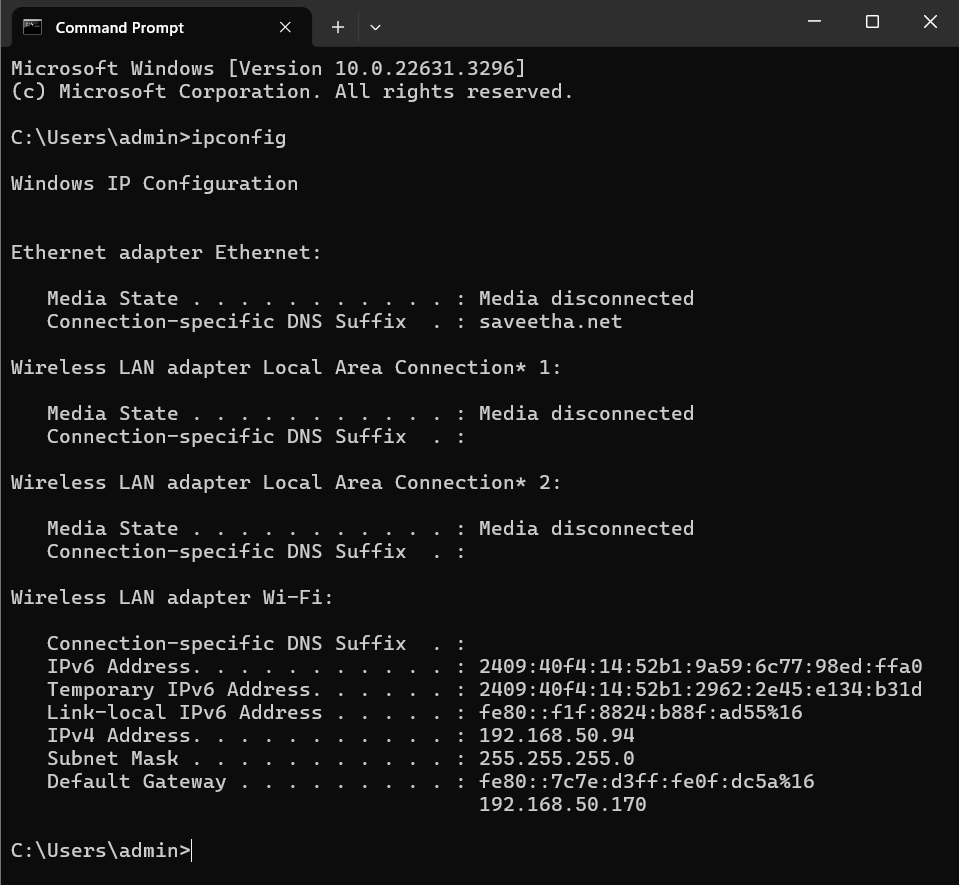 Command Prompt
Microsoft Windows [Version 10.0.22631.3296]
(c) Microsoft Corporation. All rights reserved.
C:\Users\admin>ipconfig
Windows IP Configuration
Ethernet adapter Ethernet:
   Media State . . . . . . . . . . . : Media disconnected
   Connection-specific DNS Suffix  . : saveetha.net
Wireless LAN adapter Local Area Connection* 1:
   Media State . . . . . . . . . . . : Media disconnected
   Connection-specific DNS Suffix  . :
Wireless LAN adapter Local Area Connection* 2:
   Media State . . . . . . . . . . . : Media disconnected
   Connection-specific DNS Suffix  . :
Wireless LAN adapter Wi-Fi:
   Connection-specific DNS Suffix  . :
   IPv6 Address. . . . . . . . . . . : 2409:40f4:14:52b1:9a59:6c77:98ed:ffa0
   Temporary IPv6 Address. . . . . . : 2409:40f4:14:52b1:2962:2e45:e134:b31d
   Link-local IPv6 Address . . . . . : fe80::f1f:8824:b88f:ad55%16
   IPv4 Address. . . . . . . . . . . : 192.168.50.94
   Subnet Mask . . . . . . . . . . . : 255.255.255.0
   Default Gateway . . . . . . . . . : fe80::7c7e:d3ff:fe0f:dc5a%16
                                       192.168.50.170
C:\Users\admin>